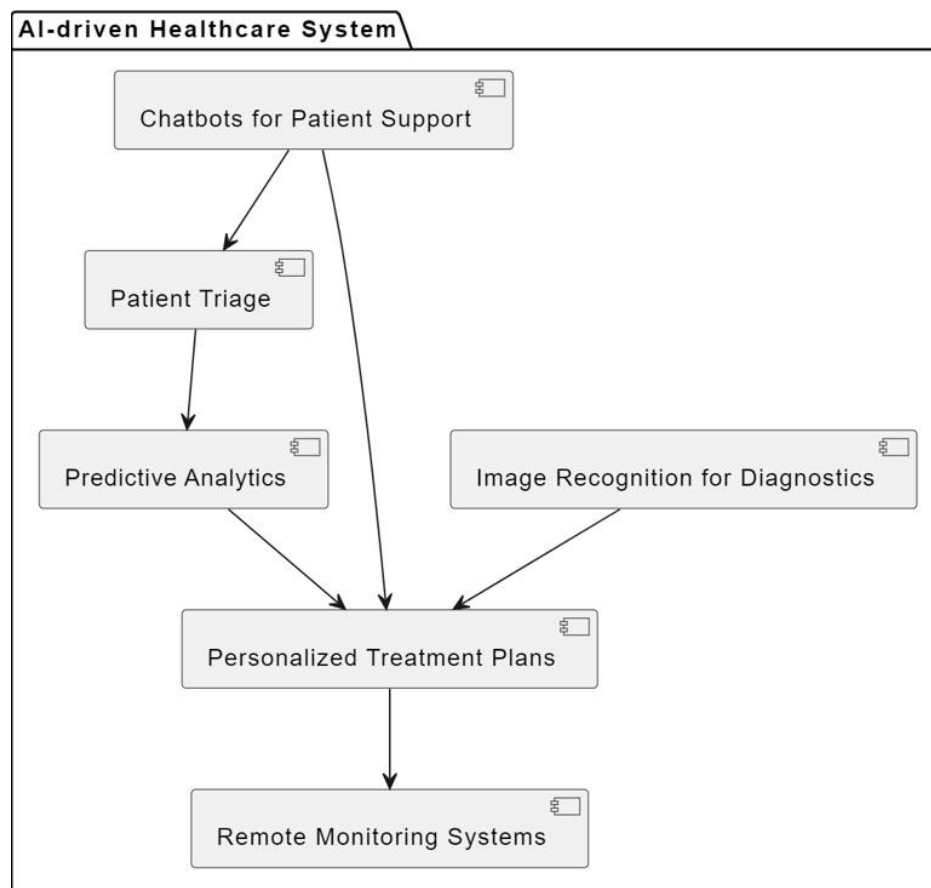 AI-driven Healthcare System
Chatbots for Patient Support
Patient Triage
Predictive Analytics
Image Recognition for Diagnostics
Personalized Treatment Plans
Remote Monitoring Systems